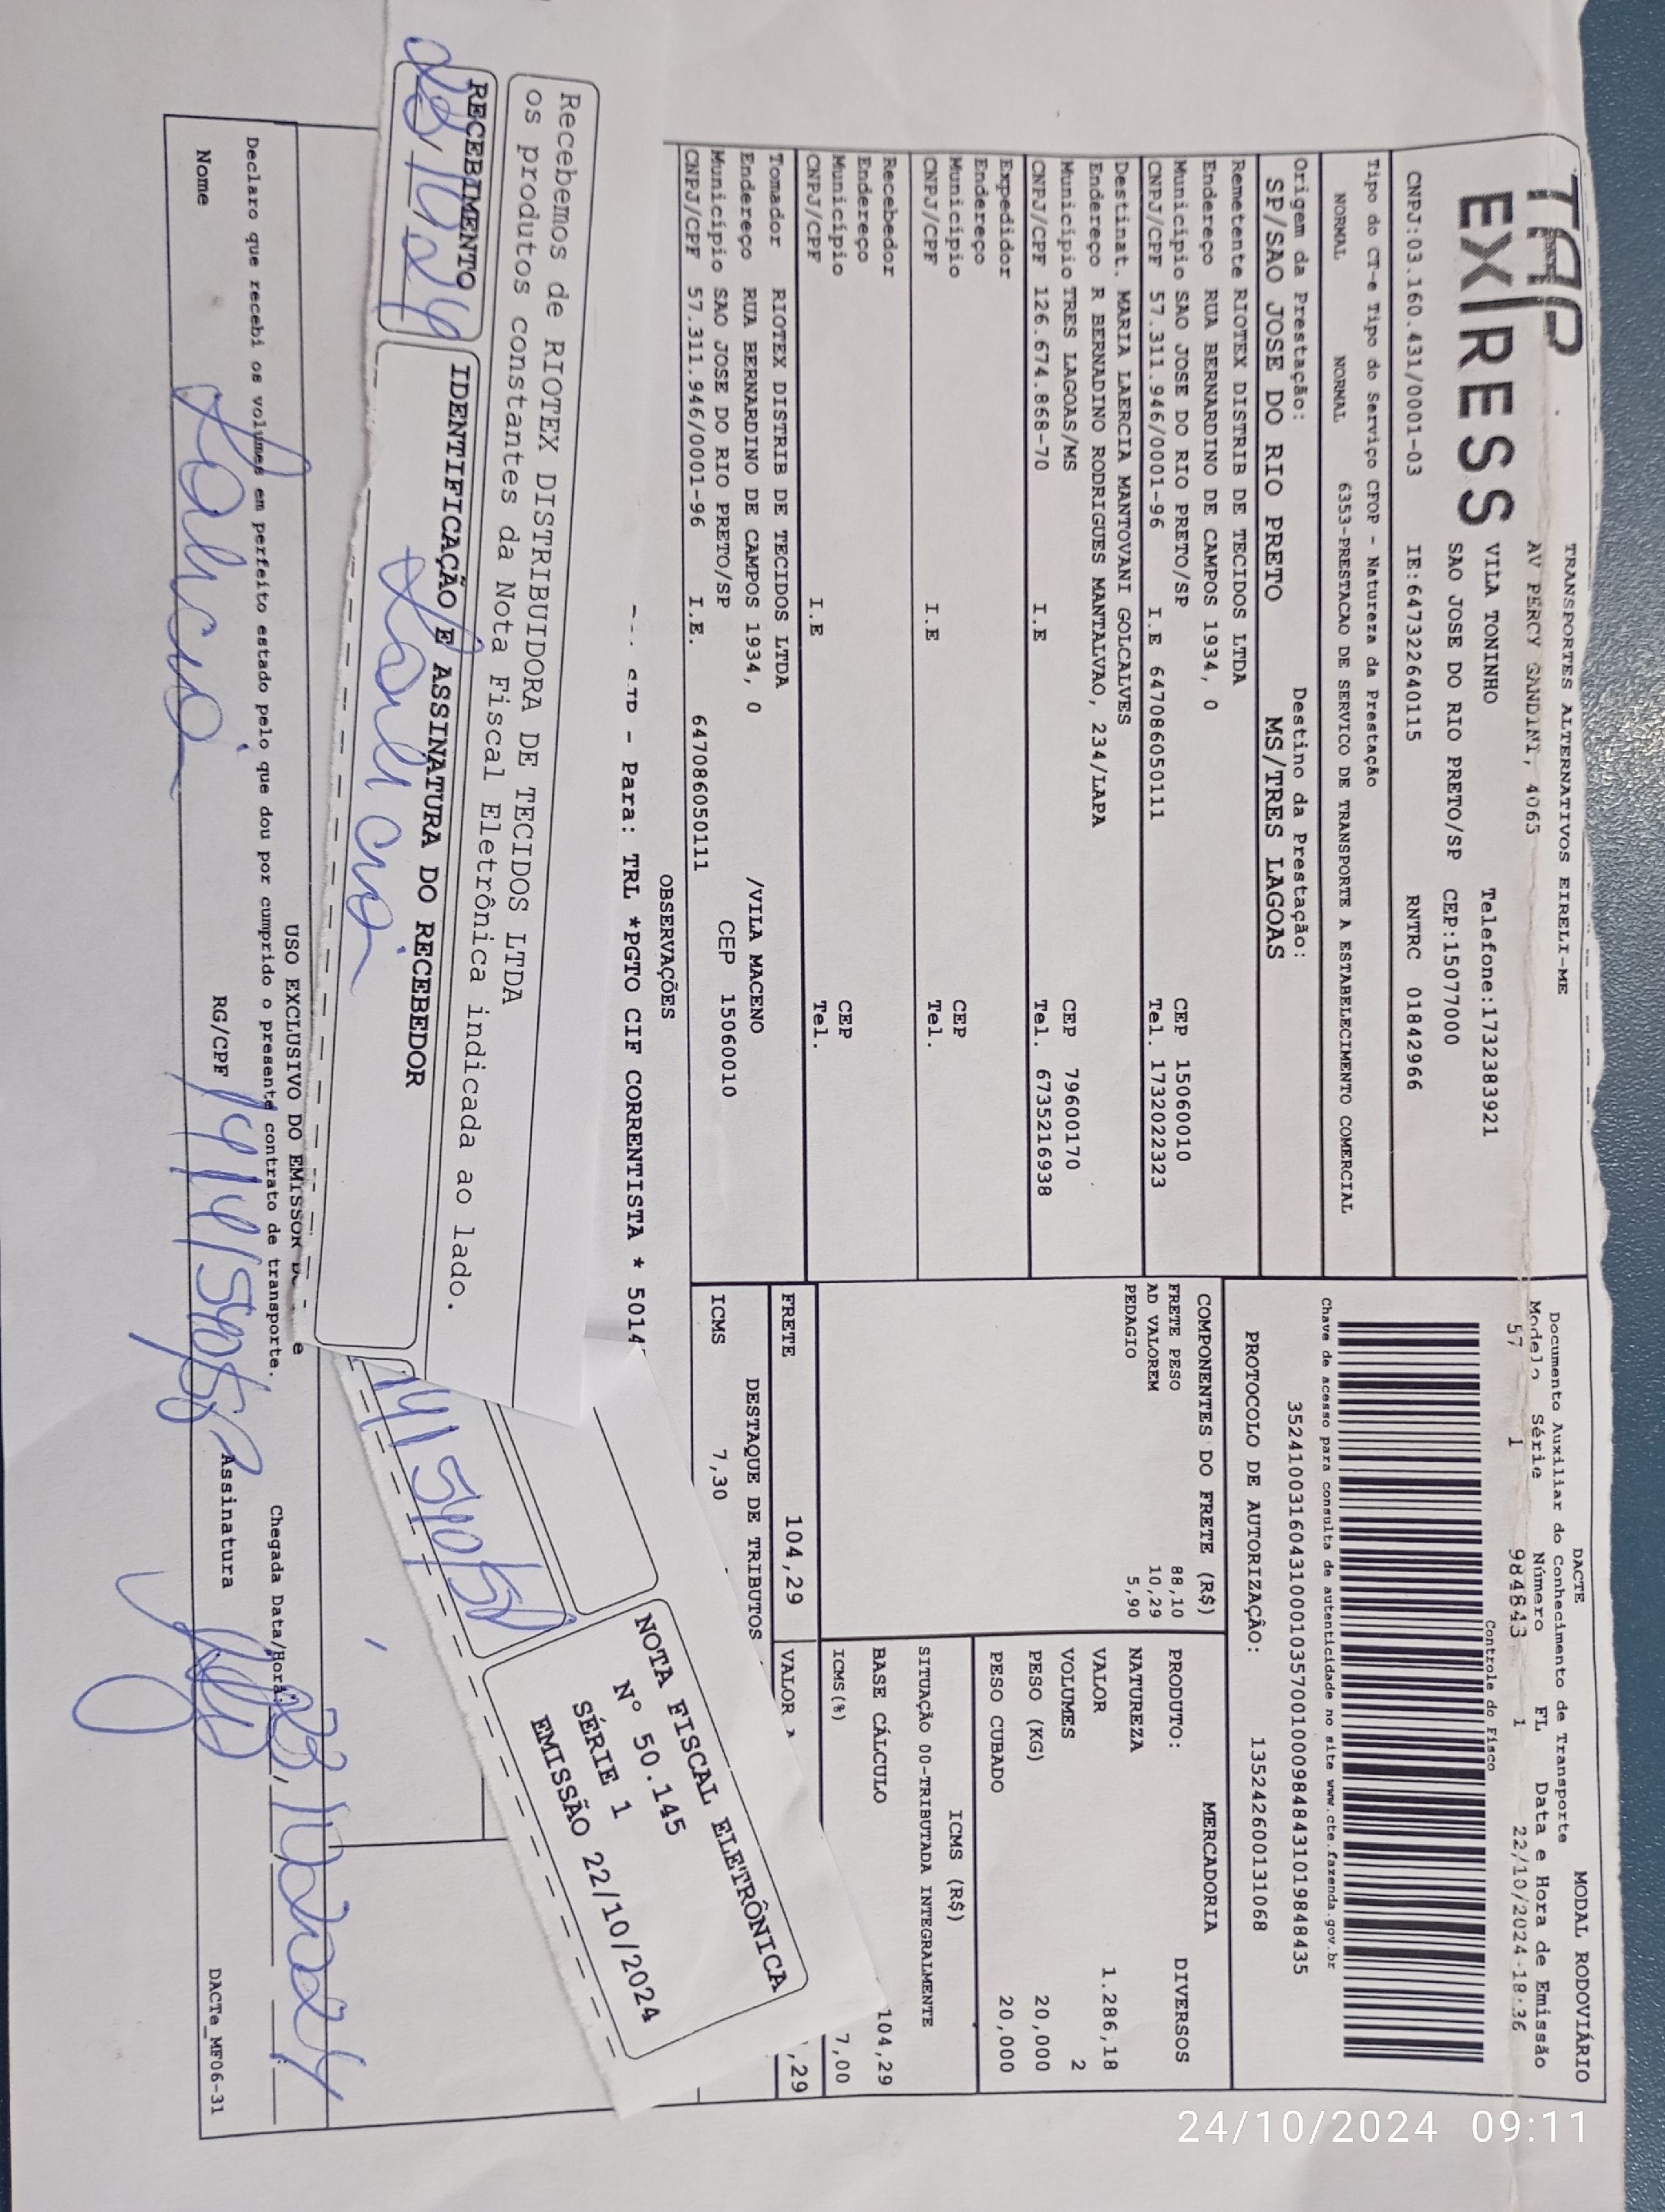 TAP
EXPRESS
TRANSPORTES ALTERNATIVOS EIRELI-ME
AV PERCY GANDINI, 4065
VILA TONINHO Telefone:1732383921
SAO JOSE DO RIO PRETO/SP CEP:15077000
CNPJ:03.160.431/0001-03 IE:647322640115 RNTRC 01842966
DACTE
Documento Auxiliar do Conhecimento de Transporte
MODAL RODOVIÁRIO
Modelo Série Número FL Data e Hora de Emissão
57 1 984843 1 22/10/2024-18:36
Controle do Fisco
Chave de acesso para consulta de autenticidade no site www.cte.fazenda.gov.br
35241003160431000103570010009848431019848435
PROTOCOLO DE AUTORIZAÇÃO: 135242600131068
Tipo do CT-e Tipo do Serviço CFOP - Natureza da Prestação
NORMAL NORMAL 6353-PRESTACAO DE SERVICO DE TRANSPORTE A ESTABELECIMENTO COMERCIAL
Origem da Prestação: Destino da Prestação:
SP/SAO JOSE DO RIO PRETO MS/TRES LAGOAS
Remetente RIOTEX DISTRIB DE TECIDOS LTDA
Endereço RUA BERNARDINO DE CAMPOS 1934, 0
Município SAO JOSE DO RIO PRETO/SP CEP 15060010
CNPJ/CPF 57.311.946/0001-96 I.E 647086050111 Tel. 1732022323
Destinat. MARIA LAERCIA MANTOVANI GOLCALVES
Endereço R BERNADINO RODRIGUES MANTALVAO, 234/LAPA
Município TRES LAGOAS/MS CEP 79600170
CNPJ/CPF 126.674.868-70 I.E Tel. 6735216938
Expedidor
Endereço
Município CEP
CNPJ/CPF I.E Tel.
Recebedor
Endereço
Município CEP
CNPJ/CPF I.E Tel.
Tomador RIOTEX DISTRIB DE TECIDOS LTDA
Endereço RUA BERNARDINO DE CAMPOS 1934, 0 /VILA MACENO
Município SAO JOSE DO RIO PRETO/SP CEP 15060010
CNPJ/CPF 57.311.946/0001-96 I.E. 647086050111
COMPONENTES DO FRETE (R$)
FRETE PESO 88,10
AD VALOREM 10,29
PEDAGIO 5,90
MERCADORIA
PRODUTO: DIVERSOS
NATUREZA
VALOR 1.286,18
VOLUMES 2
PESO (KG) 20,000
PESO CUBADO 20,000
ICMS (R$)
SITUAÇÃO 00-TRIBUTADA INTEGRALMENTE
BASE CÁLCULO 104,29
ICMS(%) 7,00
FRETE 104,29 VALOR ,29
DESTAQUE DE TRIBUTOS
ICMS 7,30
OBSERVAÇÕES
- Para: TRL *PGTO CIF CORRENTISTA * 5014
Recebemos de RIOTEX DISTRIBUIDORA DE TECIDOS LTDA
os produtos constantes da Nota Fiscal Eletrônica indicada ao lado.
RECEBIMENTO IDENTIFICAÇÃO E ASSINATURA DO RECEBEDOR
NOTA FISCAL ELETRÔNICA
N° 50.145
SÉRIE 1
EMISSÃO 22/10/2024
USO EXCLUSIVO DO EMISSOR
Declaro que recebi os volumes em perfeito estado pelo que dou por cumprido o presente contrato de transporte.
Chegada Data/Hora:
Nome RG/CPF Assinatura
DACTe_MF06-31
24/10/2024 09:11